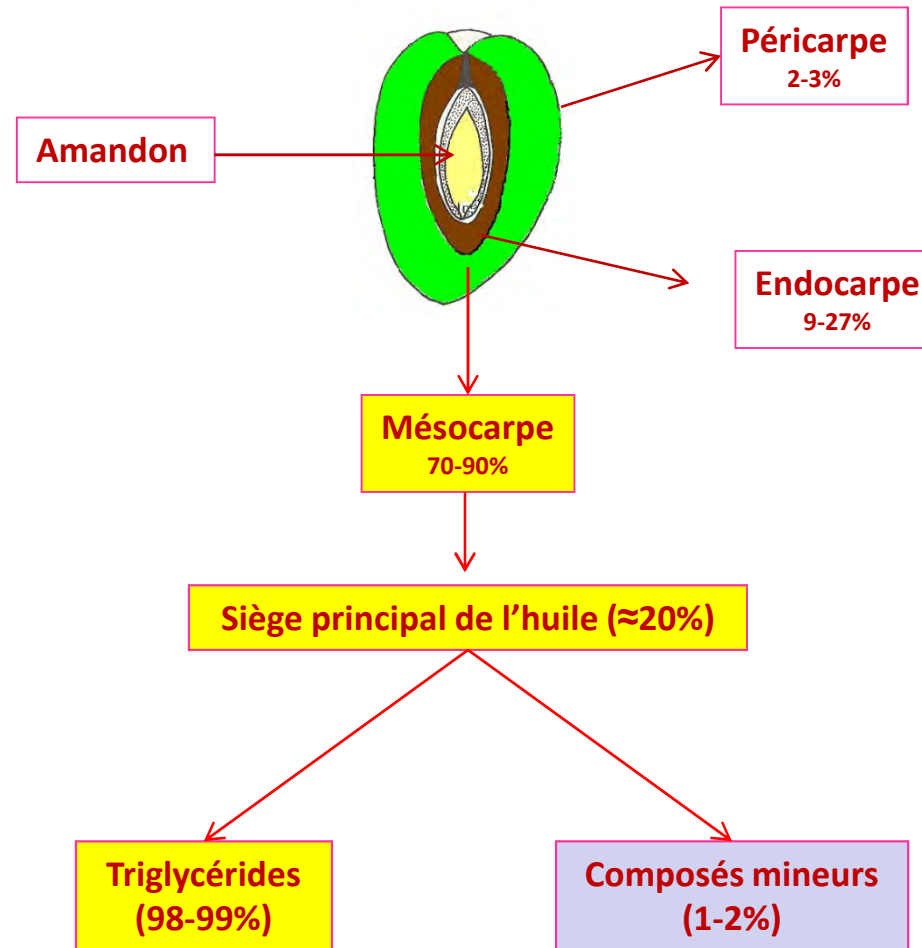 Péricarpe
2-3%
Amandon
Endocarpe
9-27%
Mésocarpe
70-90%
Siège principal de l’huile (≈20%)
Triglycérides
(98-99%)
Composés mineurs
(1-2%)